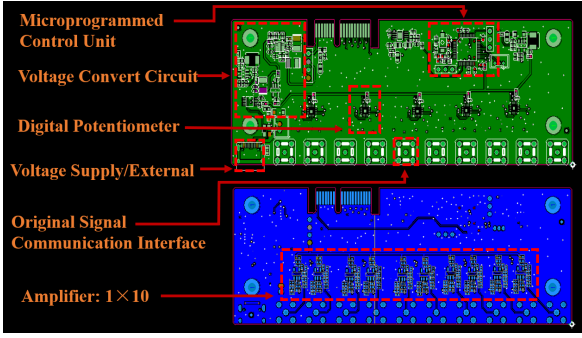 Microprogrammed
Control Unit
Voltage Convert Circuit
Digital Potentiometer
Voltage Supply/External
Original Signal
Communication Interface
Amplifier: 1×10